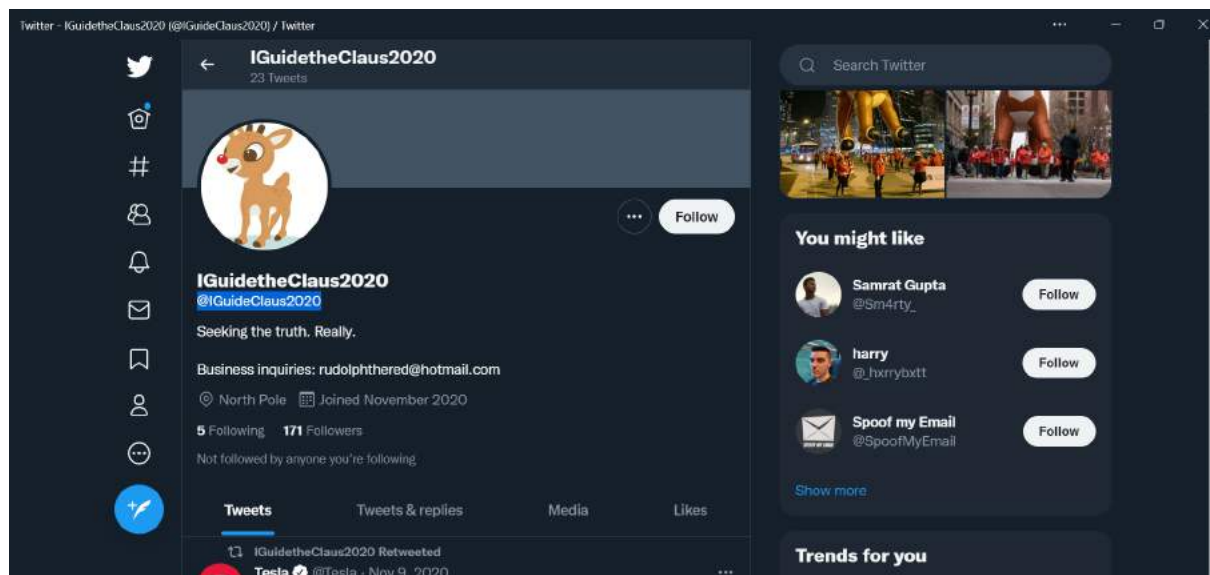 Twitter - IGuidetheClaus2020 (@IGuideClaus2020) / Twitter
IGuidetheClaus2020
23 Tweets
Search Twitter
Follow
IGuidetheClaus2020
@IGuideClaus2020
Seeking the truth. Really.
Business inquiries: rudolphthered@hotmail.com
North Pole Joined November 2020
5 Following 171 Followers
Not followed by anyone you're following
Tweets Tweets & replies Media Likes
IGuidetheClaus2020 Retweeted
Tesla @Tesla · Nov 9, 2020
You might like
Samrat Gupta
@Sm4rty_
Follow
harry
@_hxrrybxtt
Follow
Spoof my Email
@SpoofMyEmail
Follow
Show more
Trends for you